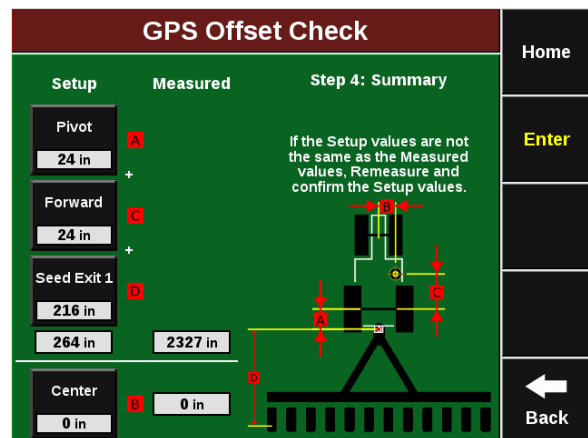 GPS Offset Check
Home
Setup
Measured
Step 4: Summary
Pivot
24 in
A
+
If the Setup values are not
the same as the Measured
values, Remeasure and
confirm the Setup values.
Enter
Forward
24 in
C
+
Seed Exit 1
216 in
D
264 in
2327 in
Center
0 in
B
0 in
B
C
A
D
Back